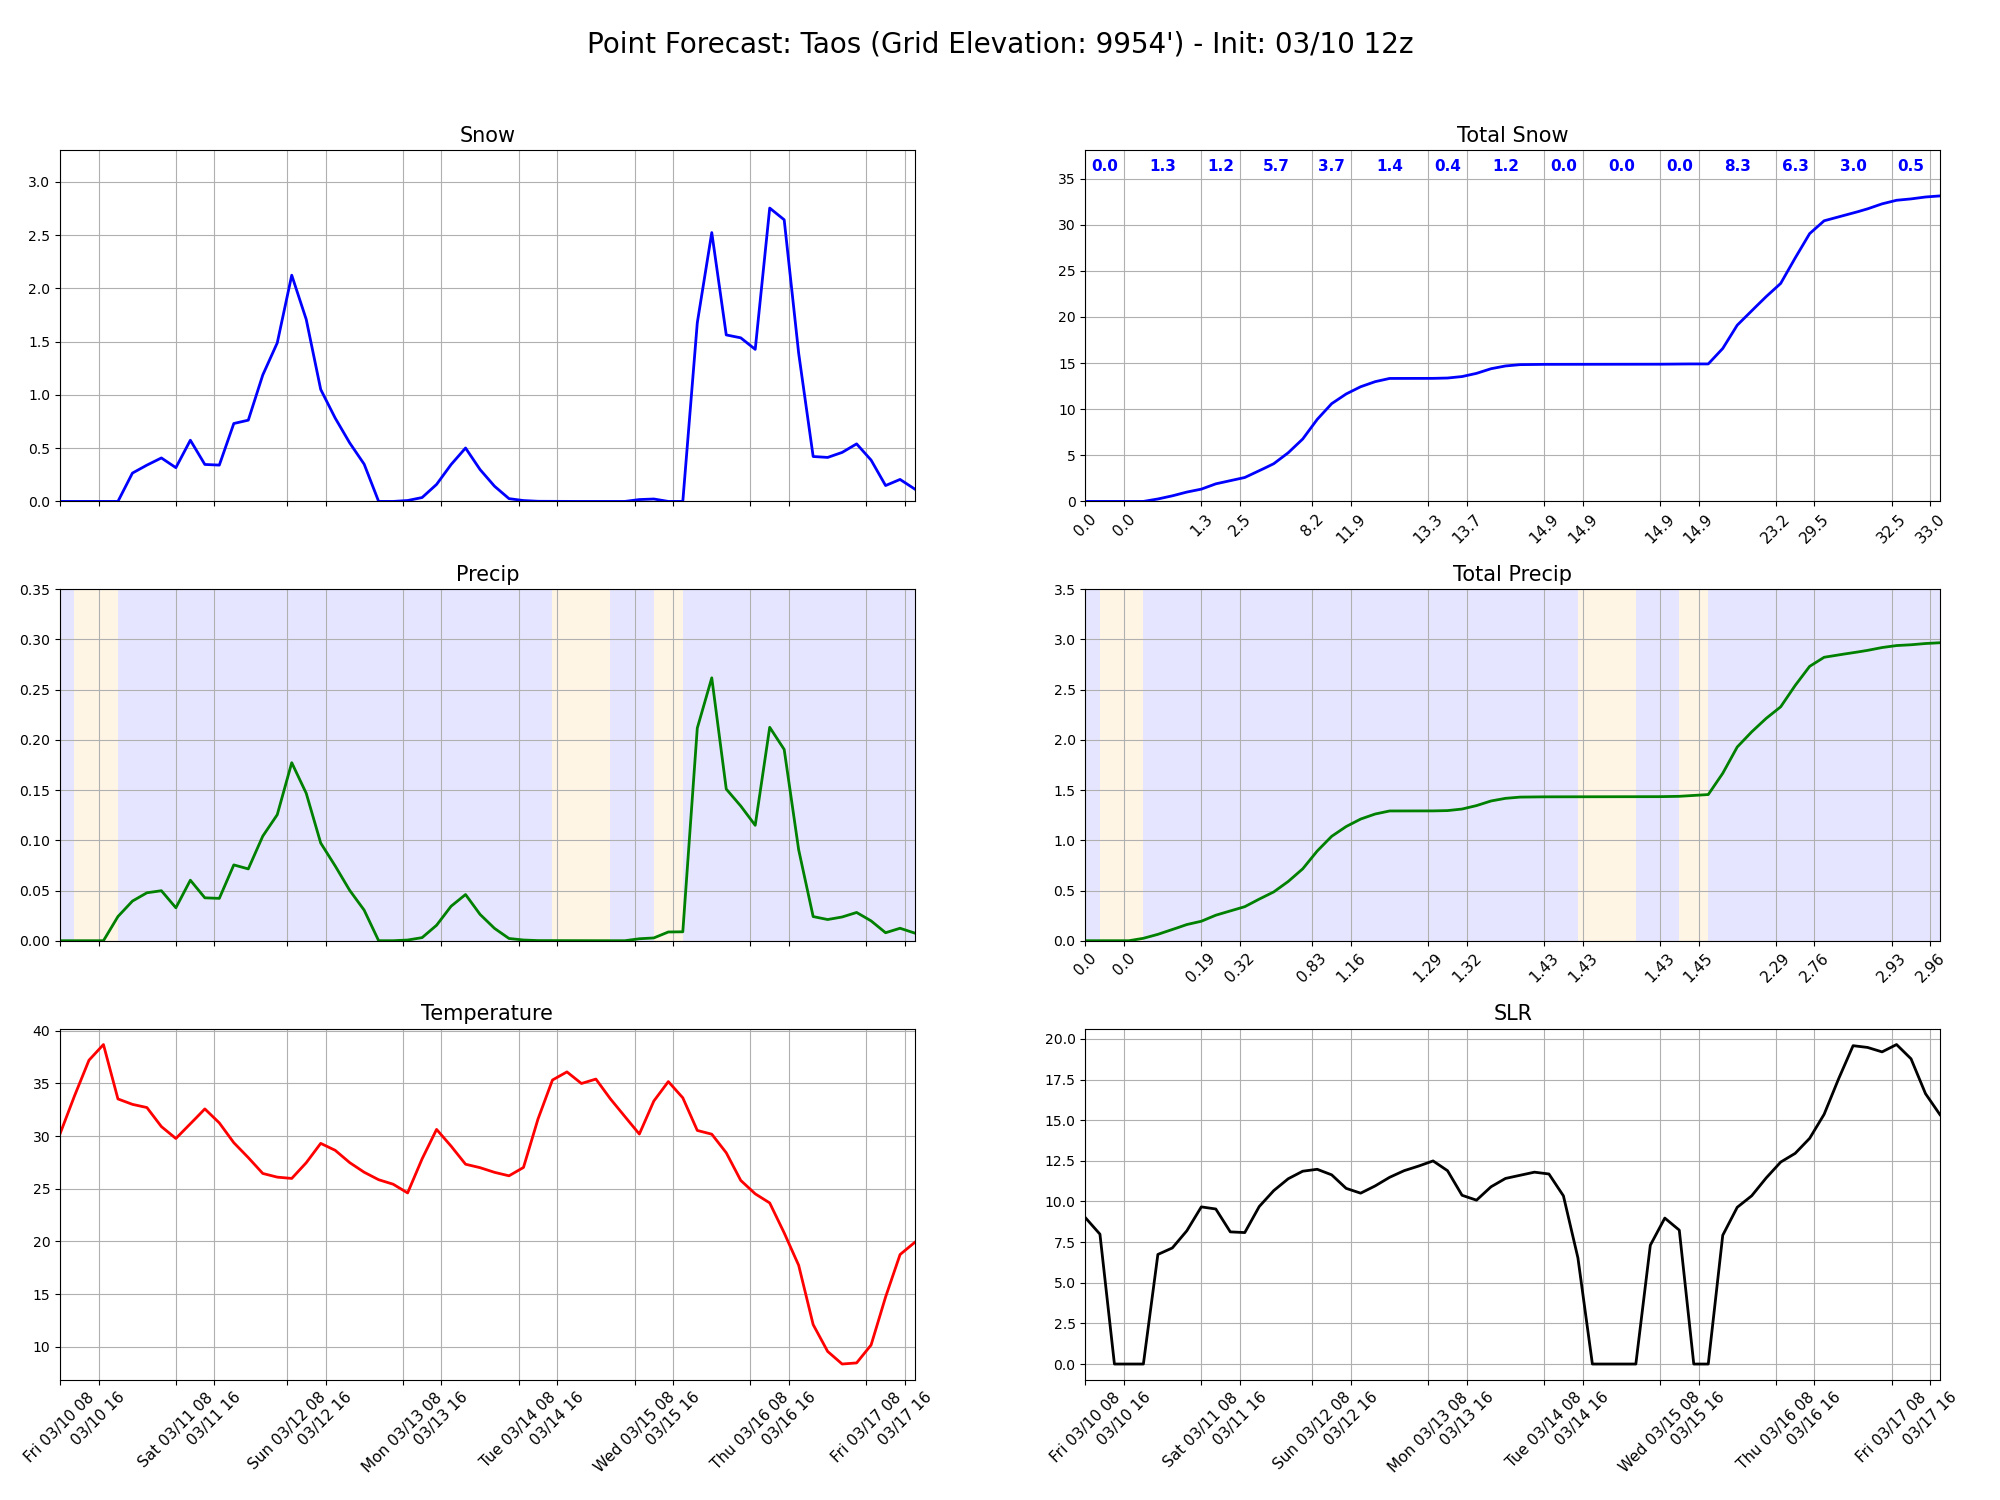 Point Forecast: Taos (Grid Elevation: 9954') - Init: 03/10 12z
Snow
3.0
2.5
2.0
1.5
1.0
0.5
0.0
Total Snow
0.0 1.3 1.2 5.7 3.7 1.4 0.4 1.2 0.0 0.0 0.0 8.3 6.3 3.0 0.5
35
30
25
20
15
10
5
0
0.0 0.0 1.3 2.5 8.2 11.9 13.3 13.7 14.9 14.9 14.9 14.9 23.2 29.5 32.5 33.0
Precip
0.35
0.30
0.25
0.20
0.15
0.10
0.05
0.00
Total Precip
3.5
3.0
2.5
2.0
1.5
1.0
0.5
0.0
0.0 0.0 0.19 0.32 0.83 1.16 1.29 1.32 1.43 1.43 1.43 1.45 2.29 2.76 2.93 2.96
Temperature
40
35
30
25
20
15
10
Fri 03/10 08
03/10 16
Sat 03/11 08
03/11 16
Sun 03/12 08
03/12 16
Mon 03/13 08
03/13 16
Tue 03/14 08
03/14 16
Wed 03/15 08
03/15 16
Thu 03/16 08
03/16 16
Fri 03/17 08
03/17 16
SLR
20.0
17.5
15.0
12.5
10.0
7.5
5.0
2.5
0.0
Fri 03/10 08
03/10 16
Sat 03/11 08
03/11 16
Sun 03/12 08
03/12 16
Mon 03/13 08
03/13 16
Tue 03/14 08
03/14 16
Wed 03/15 08
03/15 16
Thu 03/16 08
03/16 16
Fri 03/17 08
03/17 16